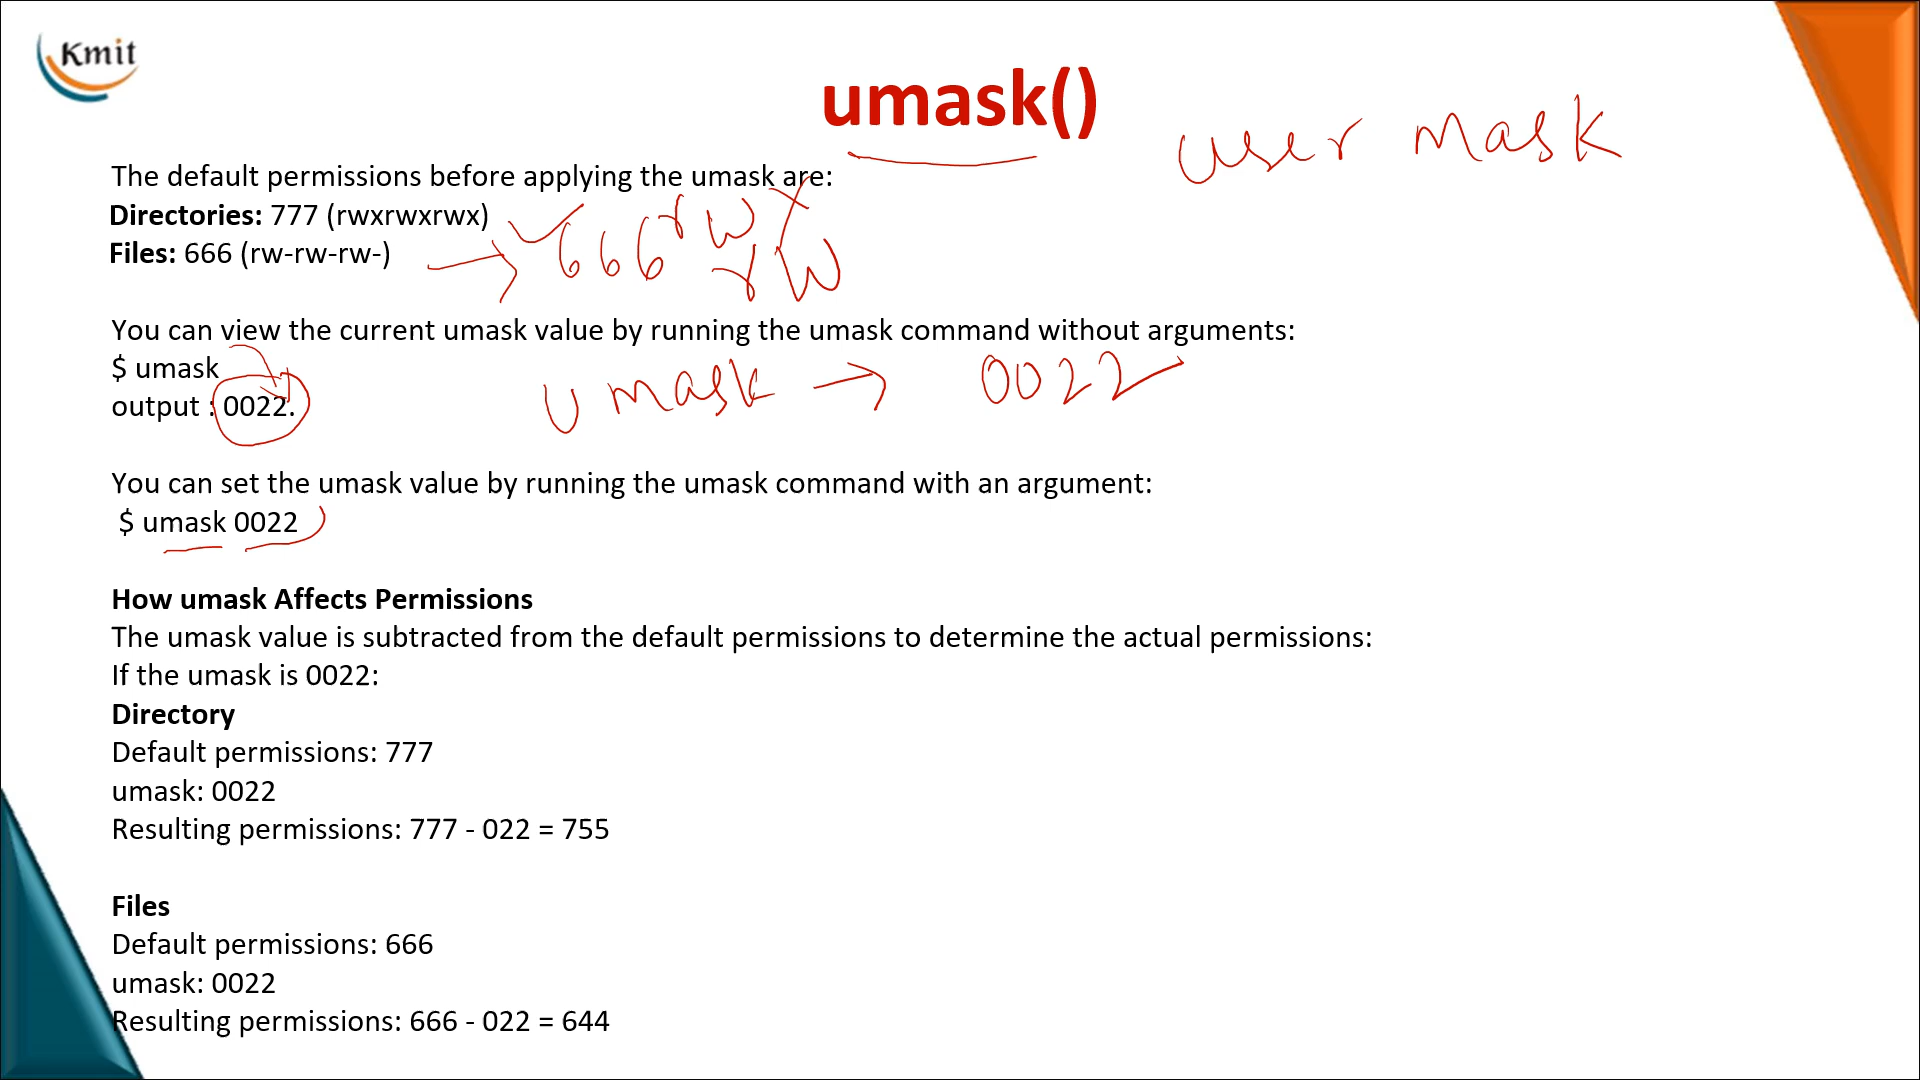 Kmit
umask()
user mask
The default permissions before applying the umask are:
Directories: 777 (rwxrwxrwx)
Files: 666 (rw-rw-rw-)
666 rw
rw
You can view the current umask value by running the umask command without arguments:
$ umask
output : 0022.
umask → 0022
You can set the umask value by running the umask command with an argument:
$ umask 0022
How umask Affects Permissions
The umask value is subtracted from the default permissions to determine the actual permissions:
If the umask is 0022:
Directory
Default permissions: 777
umask: 0022
Resulting permissions: 777 - 022 = 755
Files
Default permissions: 666
umask: 0022
Resulting permissions: 666 - 022 = 644